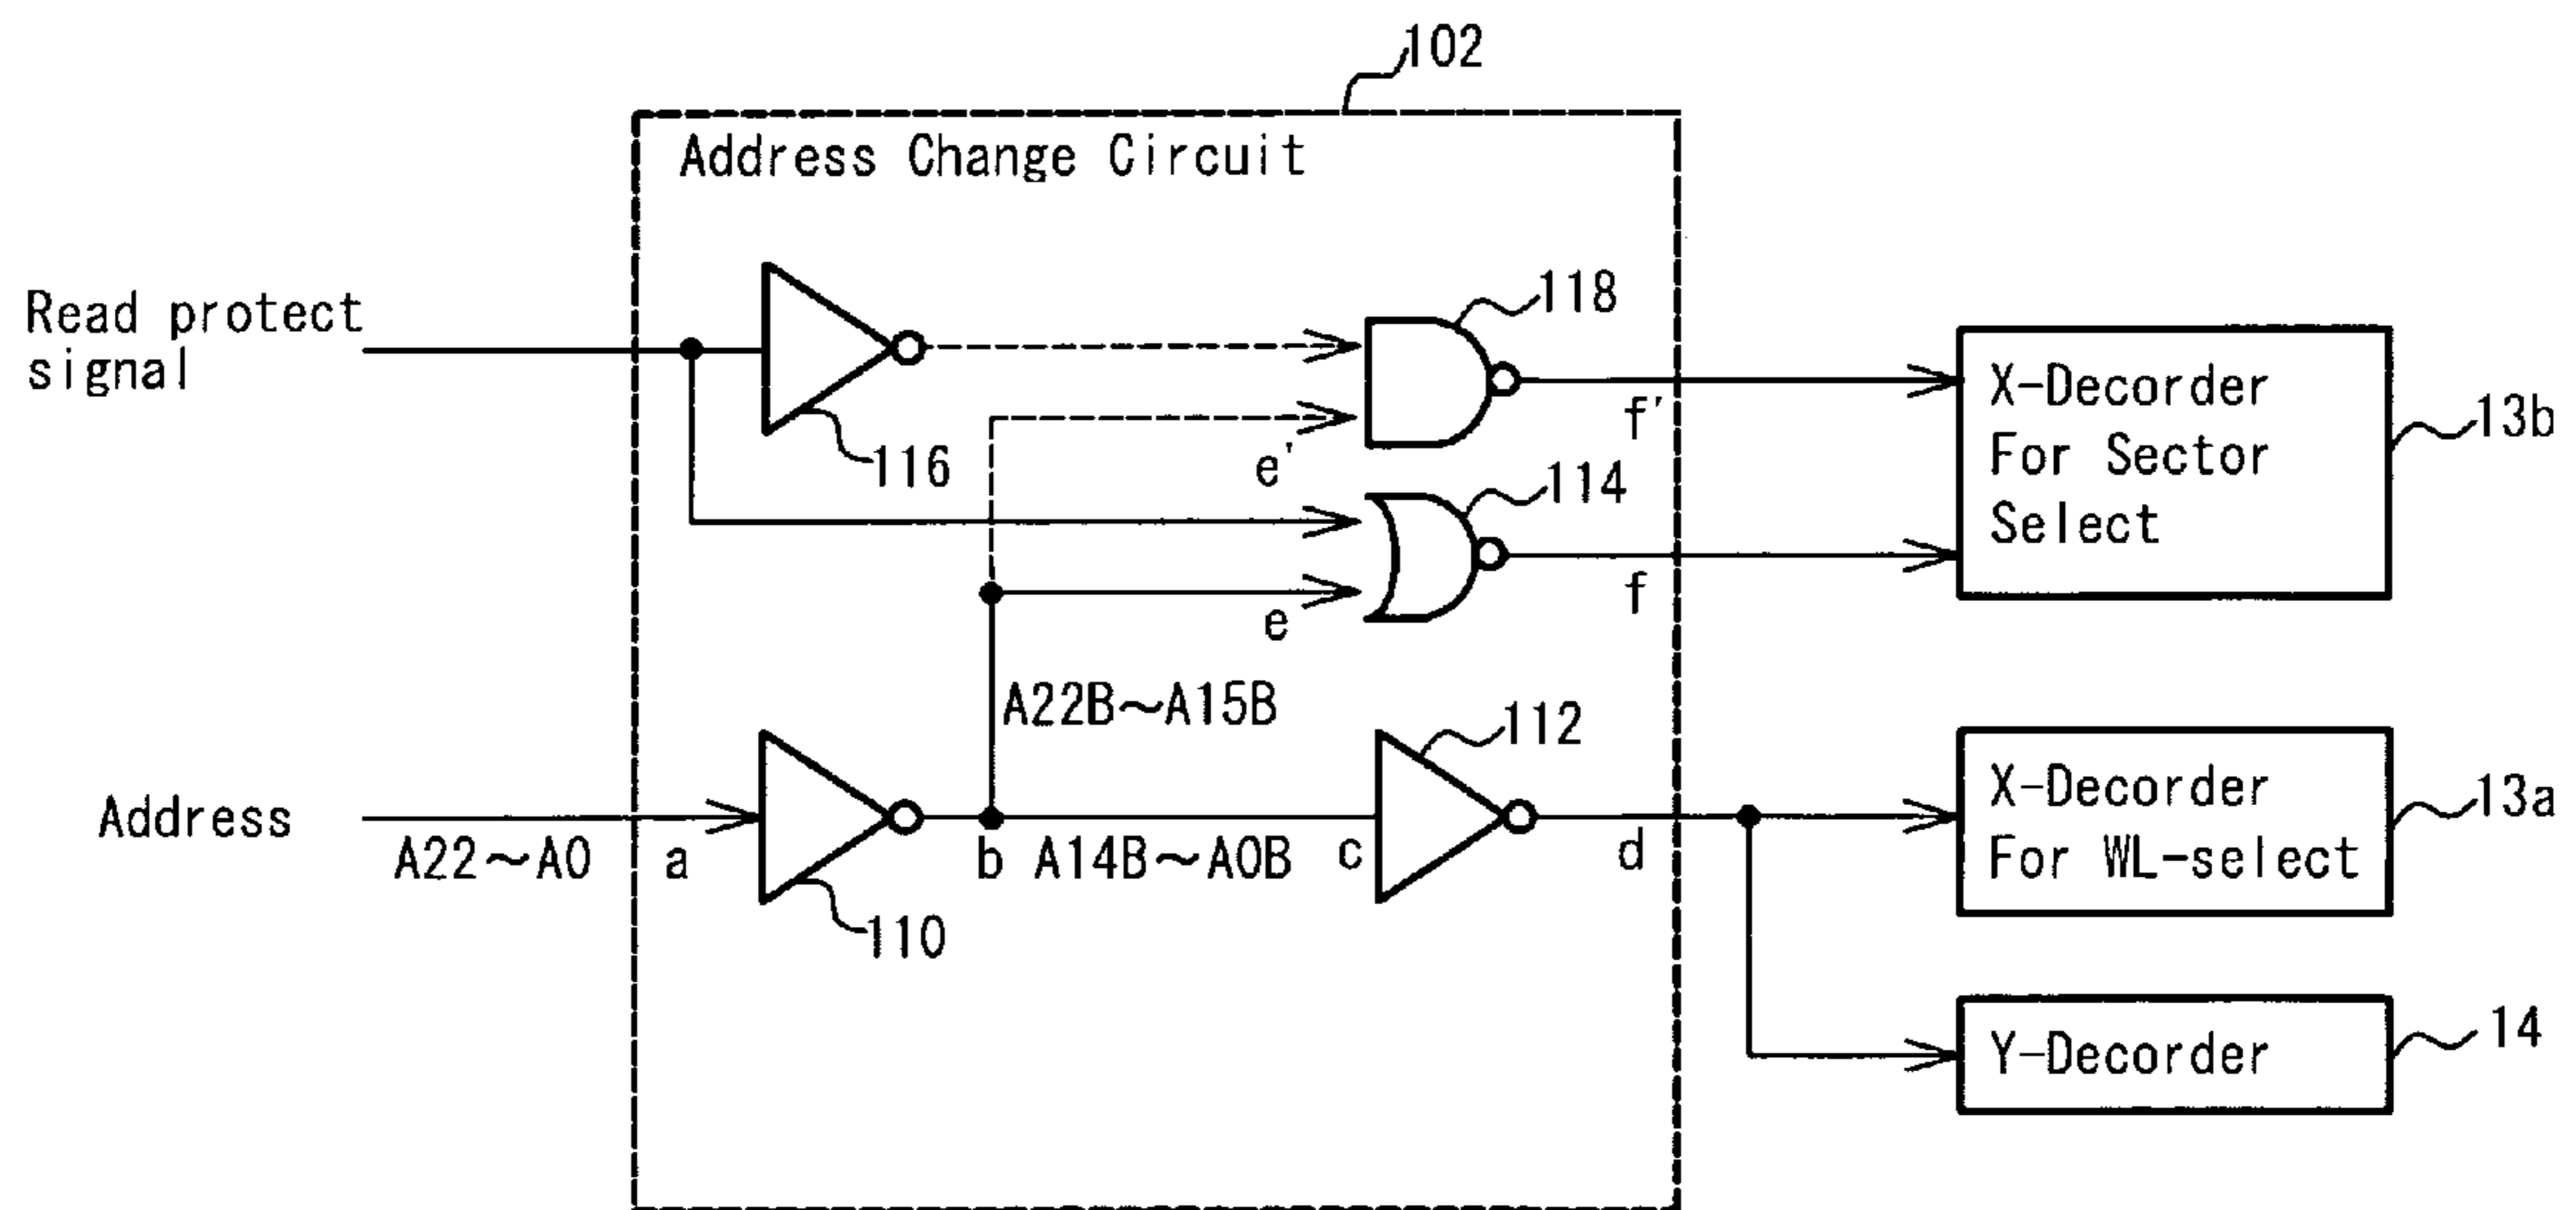 102
Address Change Circuit
Read protect
signal
116
118
e'
f'
114
e
f
X-Decorder
For Sector
Select
13b
A22B~A15B
112
Address
A22~A0
a
110
b
A14B~A0B
c
d
X-Decorder
For WL-select
13a
Y-Decorder
14